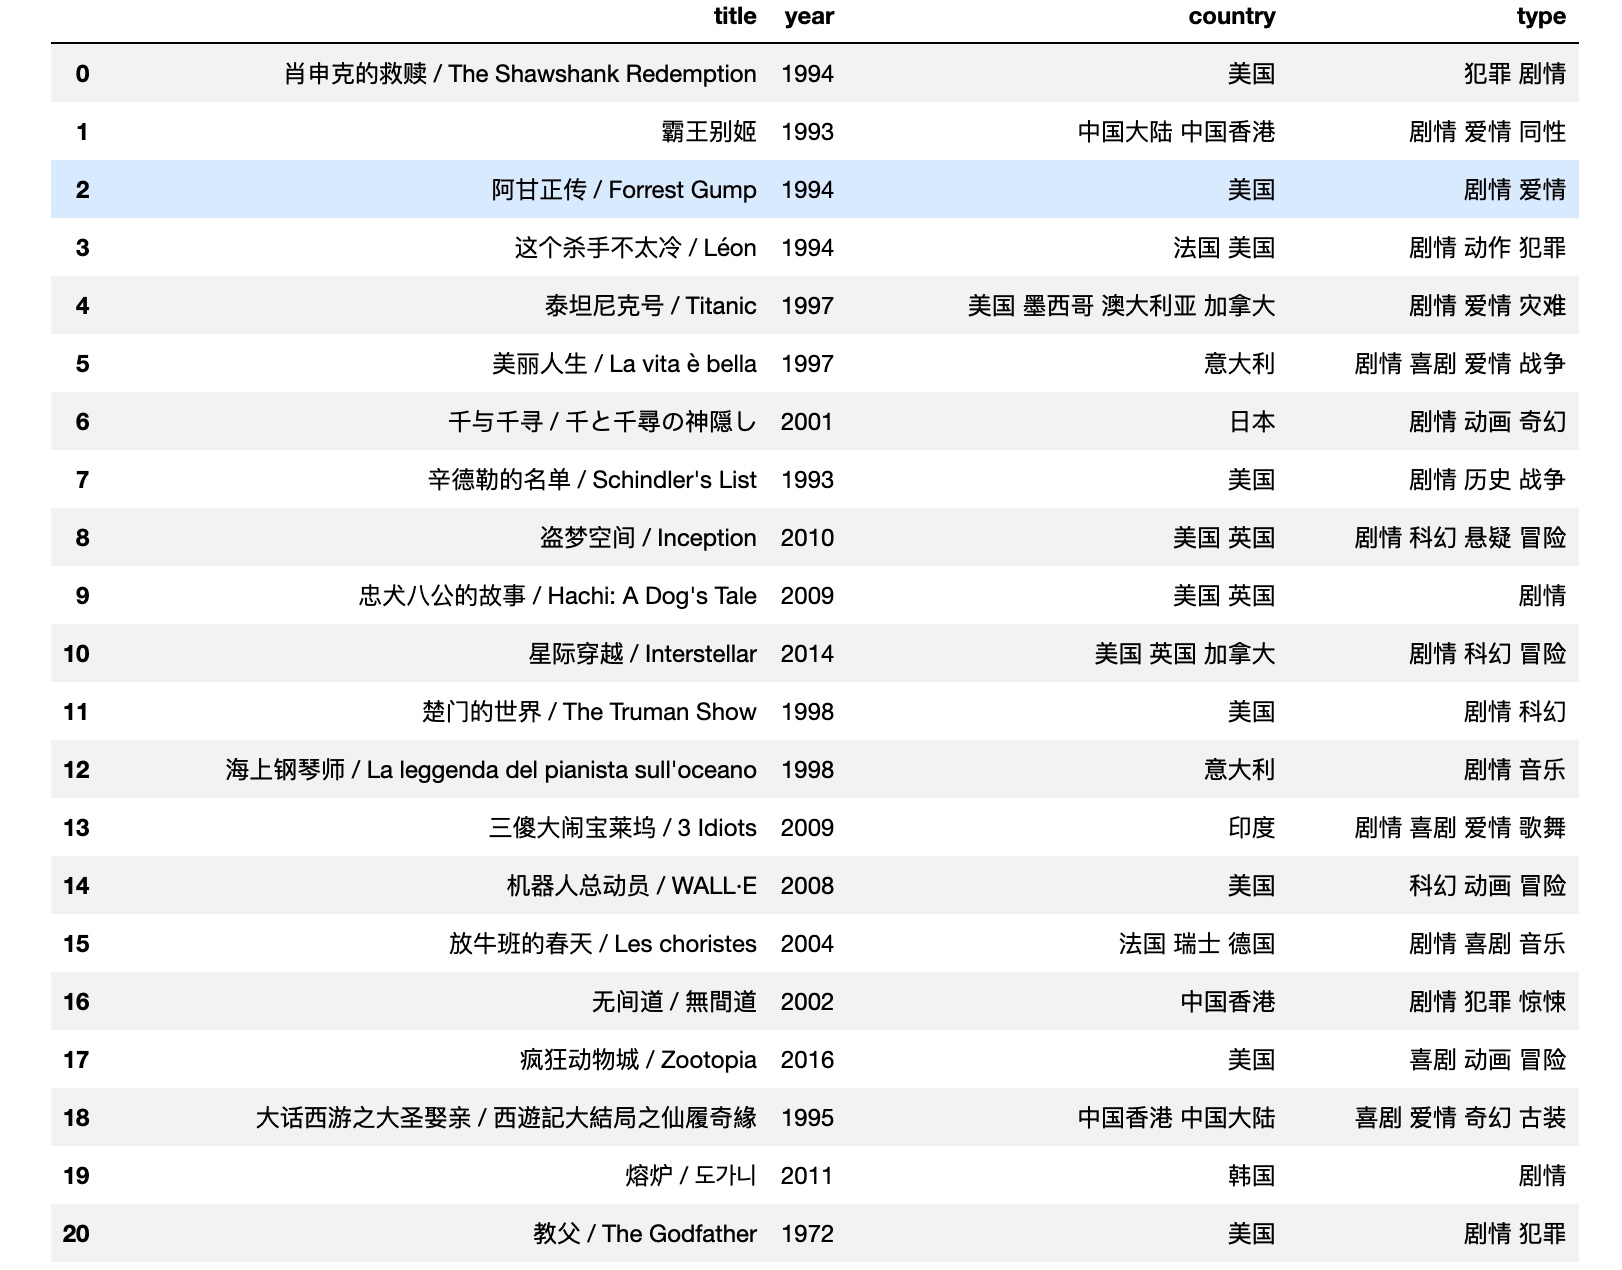 title year country type
0 肖申克的救赎 / The Shawshank Redemption 1994 美国 犯罪 剧情
1 霸王别姬 1993 中国大陆 中国香港 剧情 爱情 同性
2 阿甘正传 / Forrest Gump 1994 美国 剧情 爱情
3 这个杀手不太冷 / Léon 1994 法国 美国 剧情 动作 犯罪
4 泰坦尼克号 / Titanic 1997 美国 墨西哥 澳大利亚 加拿大 剧情 爱情 灾难
5 美丽人生 / La vita è bella 1997 意大利 剧情 喜剧 爱情 战争
6 千与千寻 / 千と千尋の神隠し 2001 日本 剧情 动画 奇幻
7 辛德勒的名单 / Schindler's List 1993 美国 剧情 历史 战争
8 盗梦空间 / Inception 2010 美国 英国 剧情 科幻 悬疑 冒险
9 忠犬八公的故事 / Hachi: A Dog's Tale 2009 美国 英国 剧情
10 星际穿越 / Interstellar 2014 美国 英国 加拿大 剧情 科幻 冒险
11 楚门的世界 / The Truman Show 1998 美国 剧情 科幻
12 海上钢琴师 / La leggenda del pianista sull'oceano 1998 意大利 剧情 音乐
13 三傻大闹宝莱坞 / 3 Idiots 2009 印度 剧情 喜剧 爱情 歌舞
14 机器人总动员 / WALL·E 2008 美国 科幻 动画 冒险
15 放牛班的春天 / Les choristes 2004 法国 瑞士 德国 剧情 喜剧 音乐
16 无间道 / 無間道 2002 中国香港 剧情 犯罪 惊悚
17 疯狂动物城 / Zootopia 2016 美国 喜剧 动画 冒险
18 大话西游之大圣娶亲 / 西遊記大結局之仙履奇緣 1995 中国香港 中国大陆 喜剧 爱情 奇幻 古装
19 熔炉 / 도가니 2011 韩国 剧情
20 教父 / The Godfather 1972 美国 剧情 犯罪